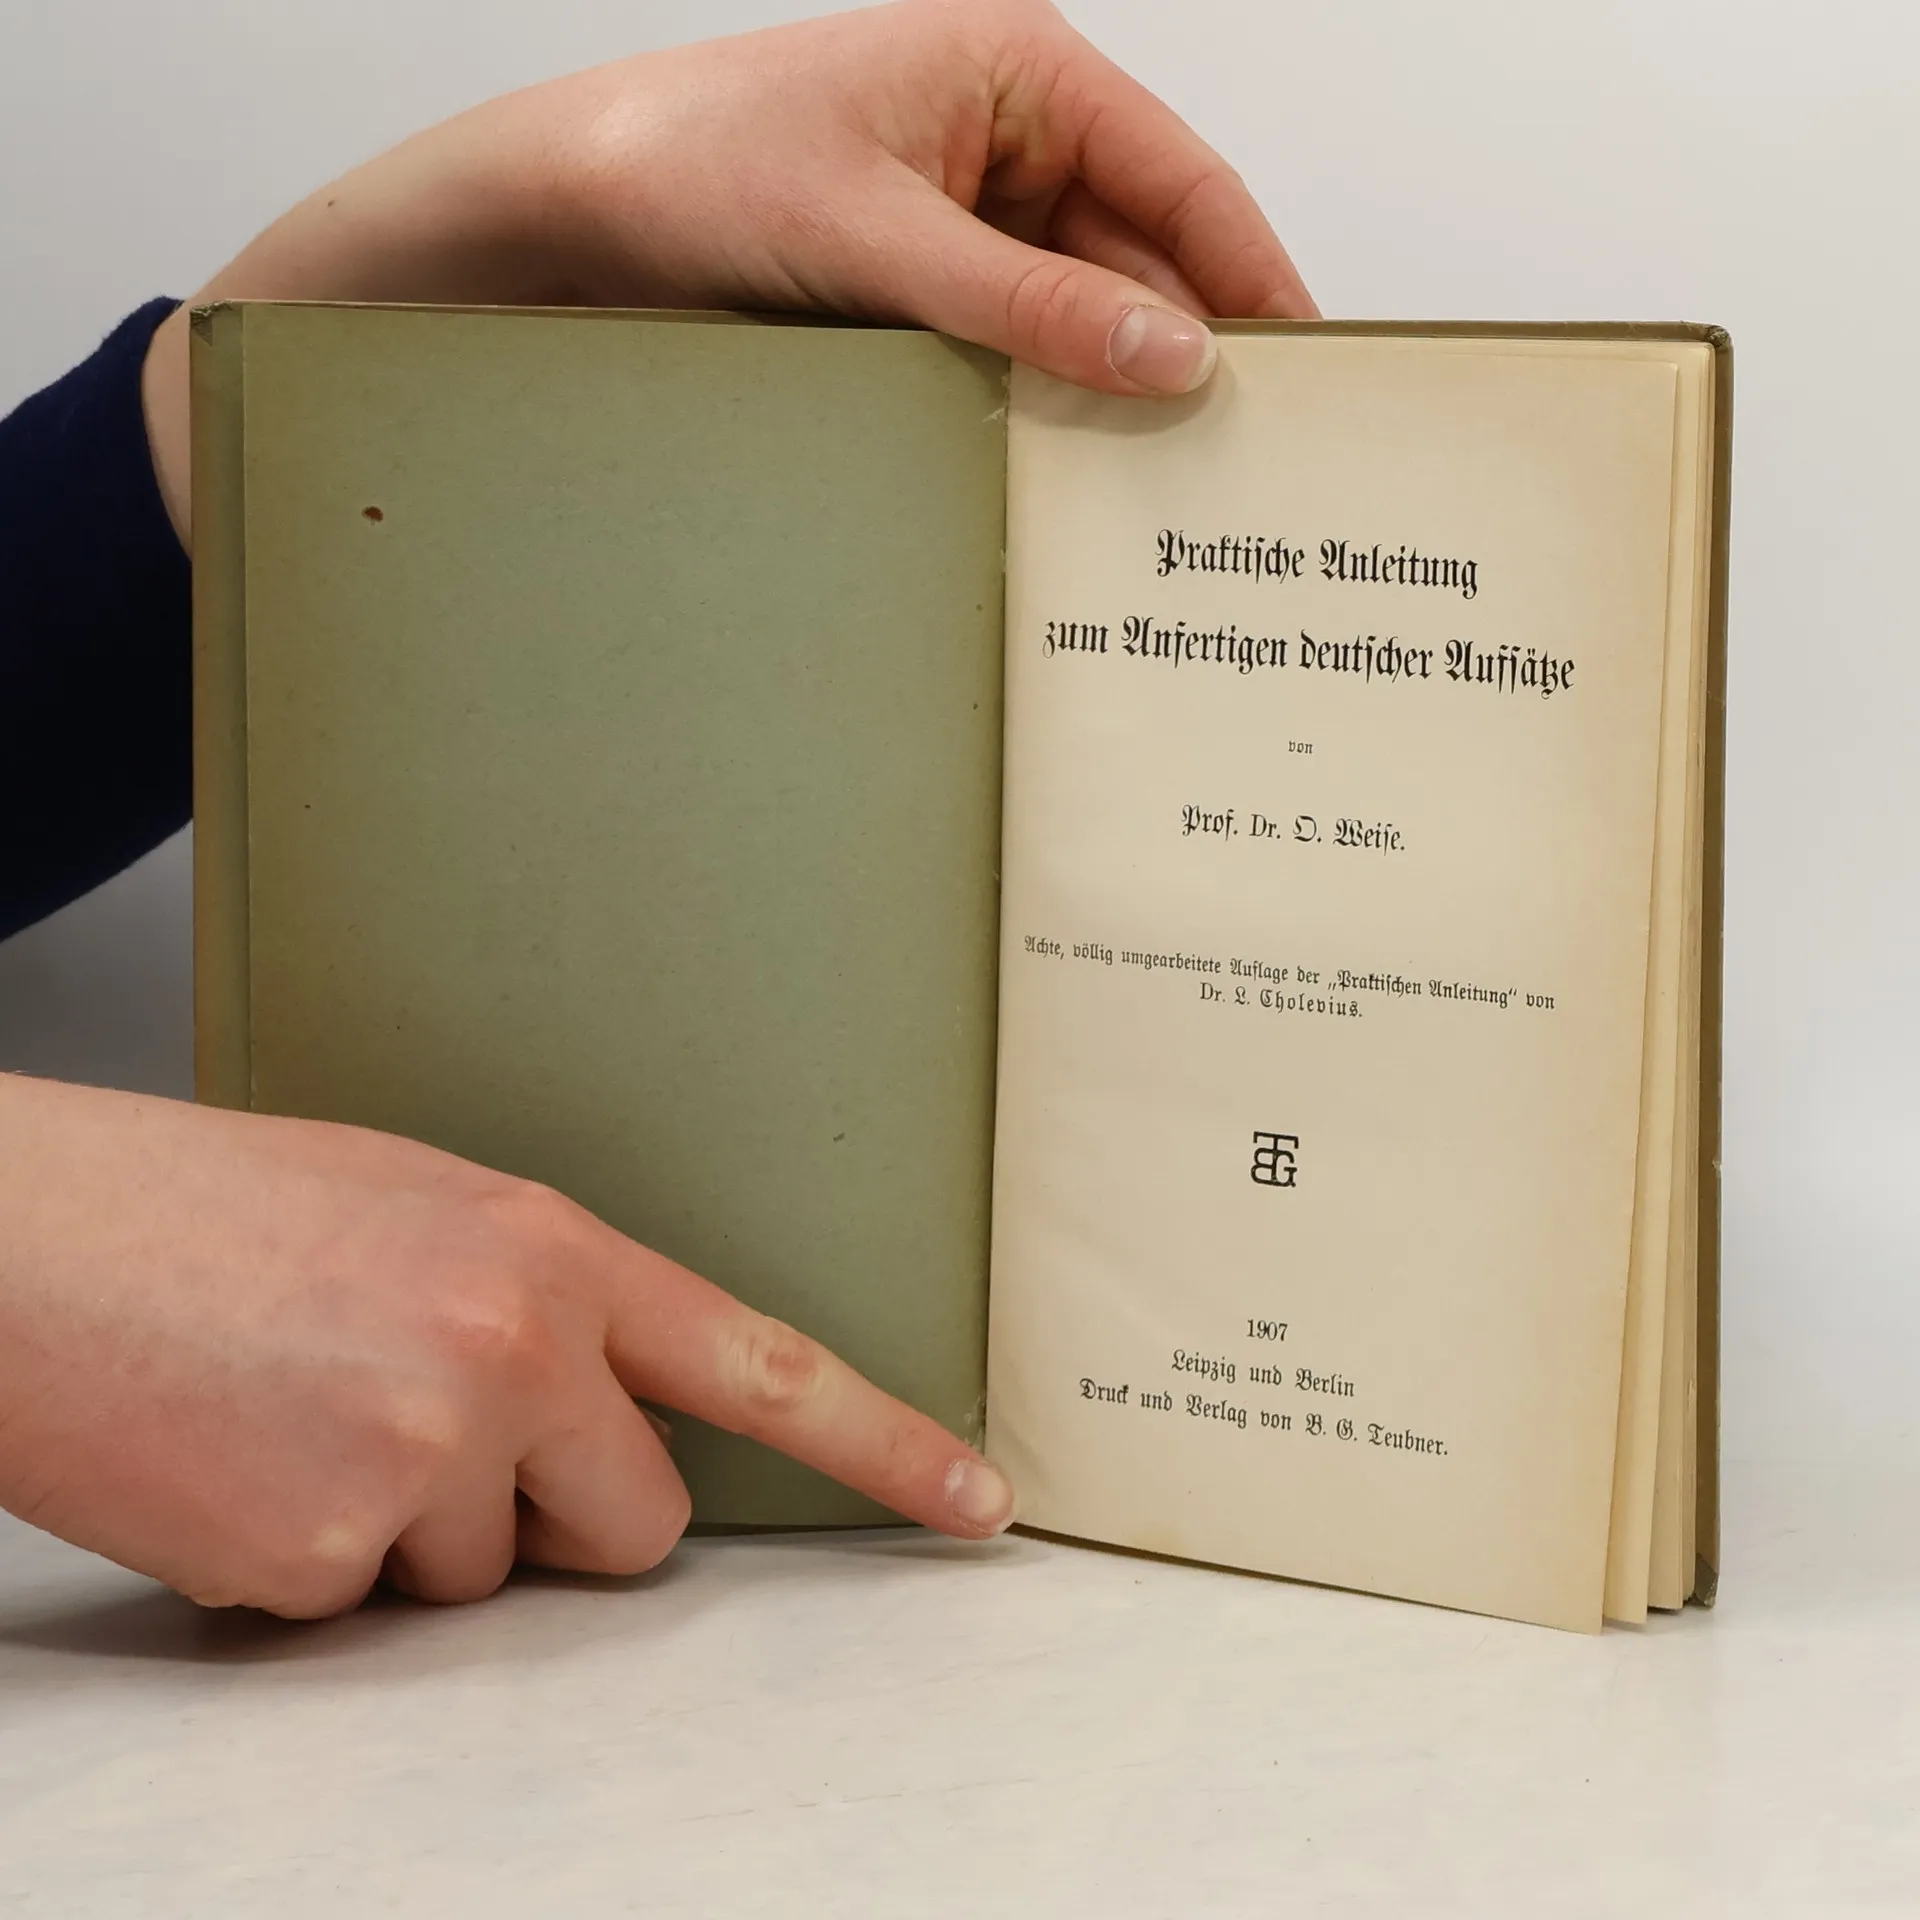 Praktische Anleitung
zum Anfertigen deutscher Aufsätze
von
Prof. Dr. O. Weise.
Achte, völlig umgearbeitete Auflage der „Praktischen Anleitung“ von
Dr. L. Cholevius.
BTG
1907
Leipzig und Berlin
Druck und Verlag von B. G. Teubner.